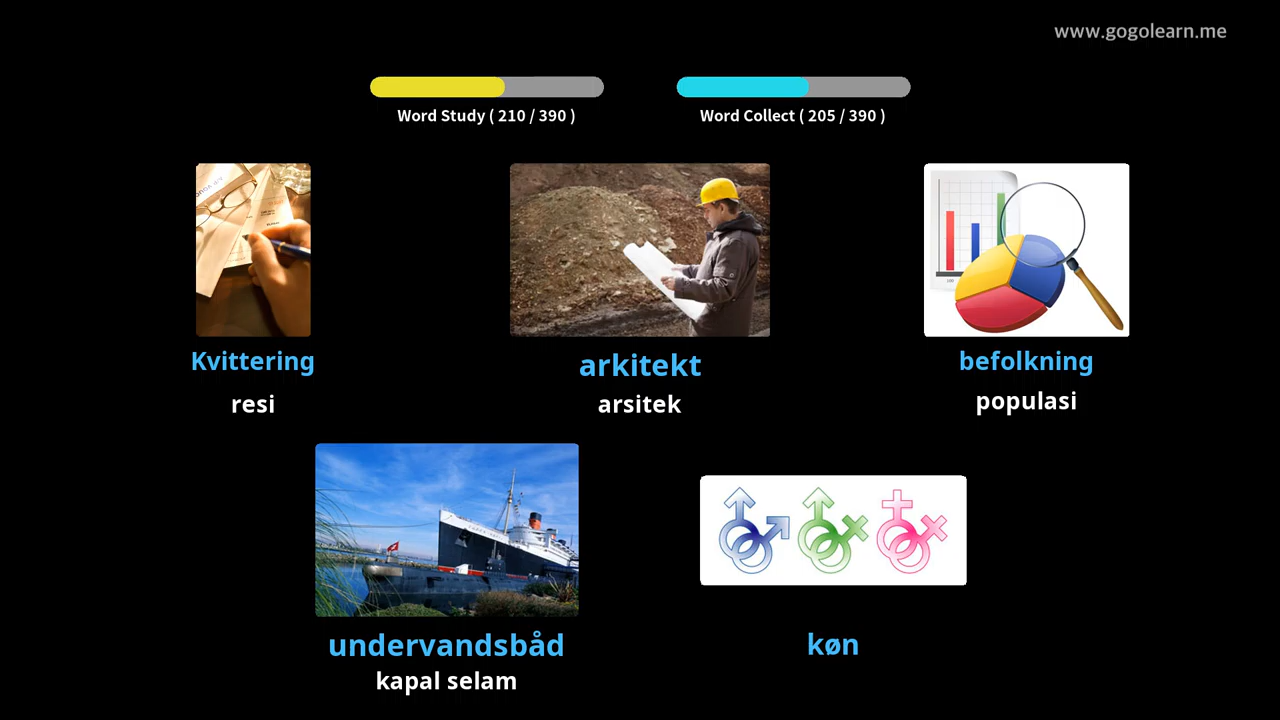 www.gogolearn.me
Word Study ( 210 / 390 )
Word Collect ( 205 / 390 )
Kvittering
resi
arkitekt
arsitek
befolkning
populasi
undervandsbåd
kapal selam
køn